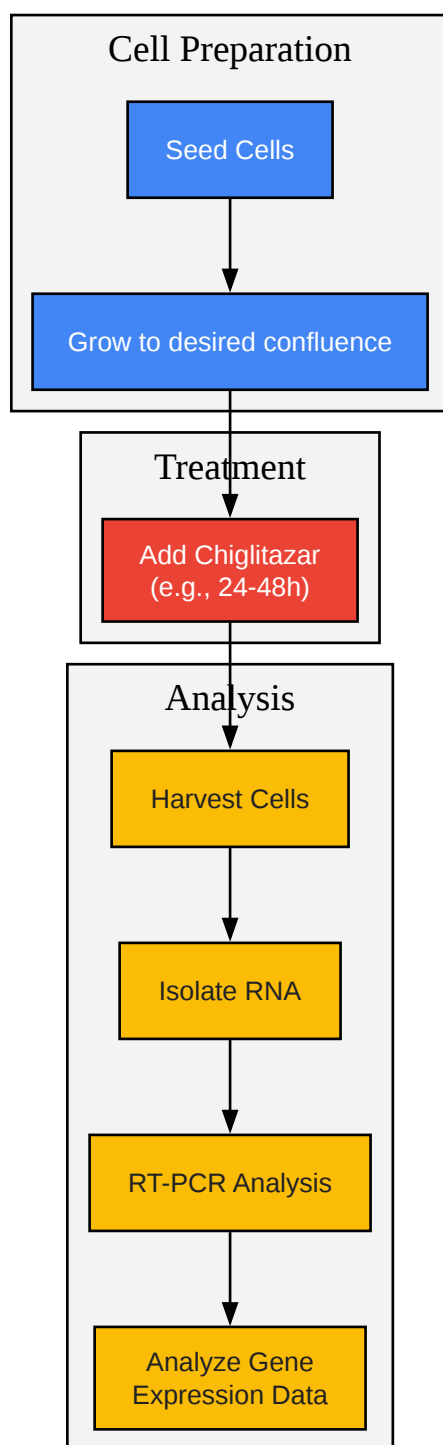 Cell Preparation
Seed Cells
Grow to desired confluence
Treatment
Add Chiglitazar
(e.g., 24-48h)
Analysis
Harvest Cells
Isolate RNA
RT-PCR Analysis
Analyze Gene
Expression Data